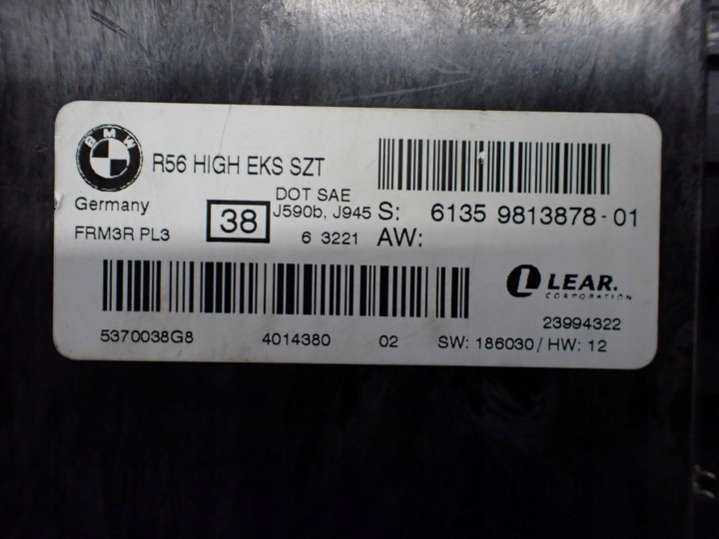 BMW
R56 HIGH EKS SZT
Germany
FRM3R PL3
38
DOT SAE
J590b, J945
6 3221
S: 6135 9813878-01
AW:
LEAR.
CORPORATION
23994322
5370038G8 4014380 02 SW: 186030/HW: 12